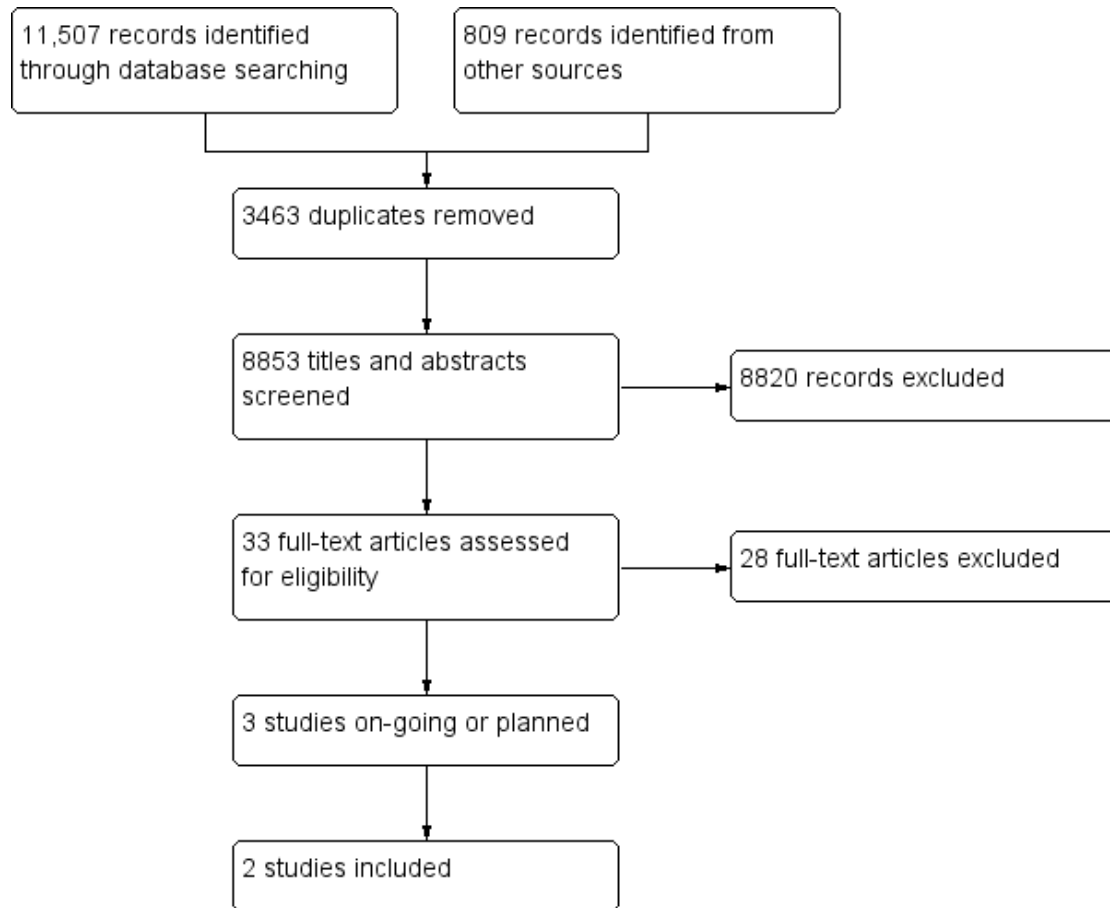 11,507 records identified
through database searching
809 records identified from
other sources
3463 duplicates removed
8853 titles and abstracts
screened
8820 records excluded
33 full-text articles assessed
for eligibility
28 full-text articles excluded
3 studies on-going or planned
2 studies included